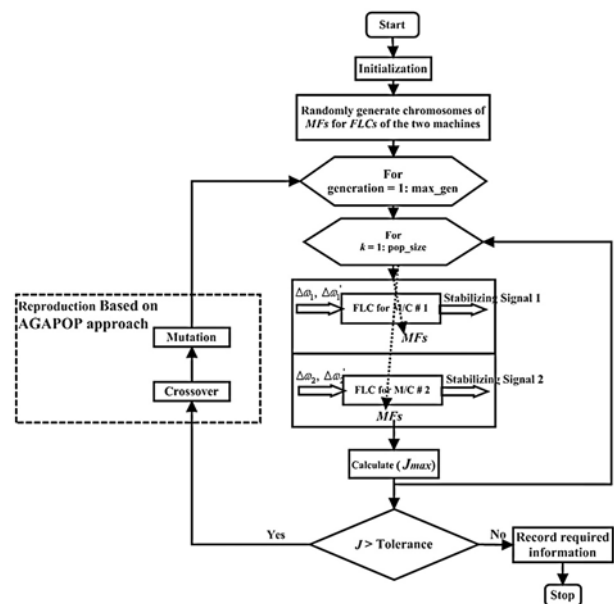 Start
Initialization
Randomly generate chromosomes of
MFs for FLCs of the two machines
For
generation = 1: max_gen
For
k = 1: pop_size
Δω1, Δω1'
FLC for M/C # 1
Stabilizing Signal 1
MFs
Δω2, Δω2'
FLC for M/C # 2
Stabilizing Signal 2
MFs
Calculate (Jmax)
Reproduction Based on
AGAPOP approach
Mutation
Crossover
Yes
J > Tolerance
No
Record required
information
Stop